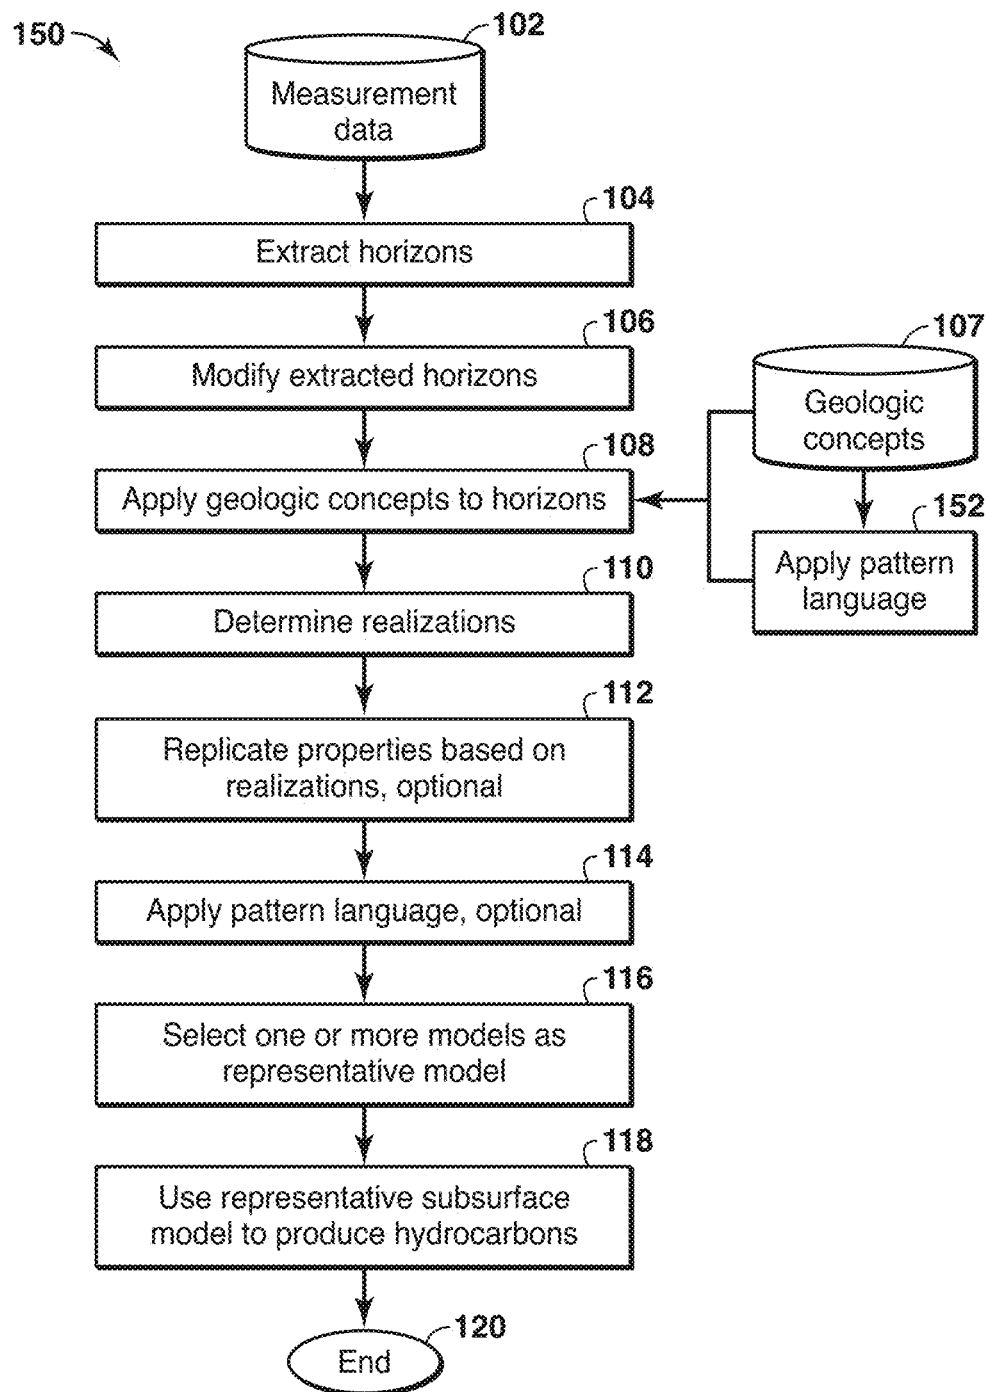 150
102
Measurement
data
104
Extract horizons
106
Modify extracted horizons
107
Geologic
concepts
108
Apply geologic concepts to horizons
152
Apply pattern
language
110
Determine realizations
112
Replicate properties based on
realizations, optional
114
Apply pattern language, optional
116
Select one or more models as
representative model
118
Use representative subsurface
model to produce hydrocarbons
120
End